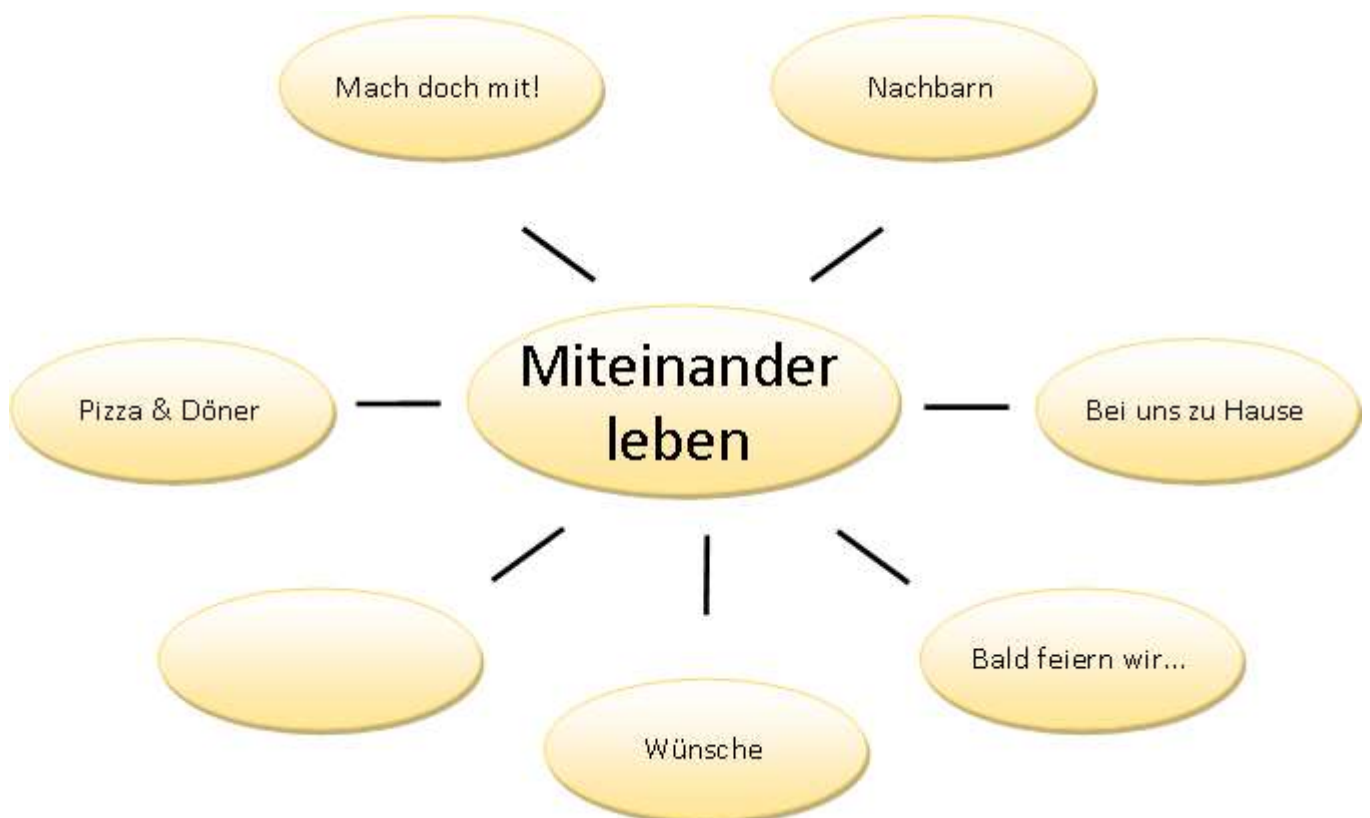 Mach doch mit!
Nachbarn
Miteinander
leben
Pizza & Döner
Bei uns zu Hause
Bald feiern wir...
Wünsche